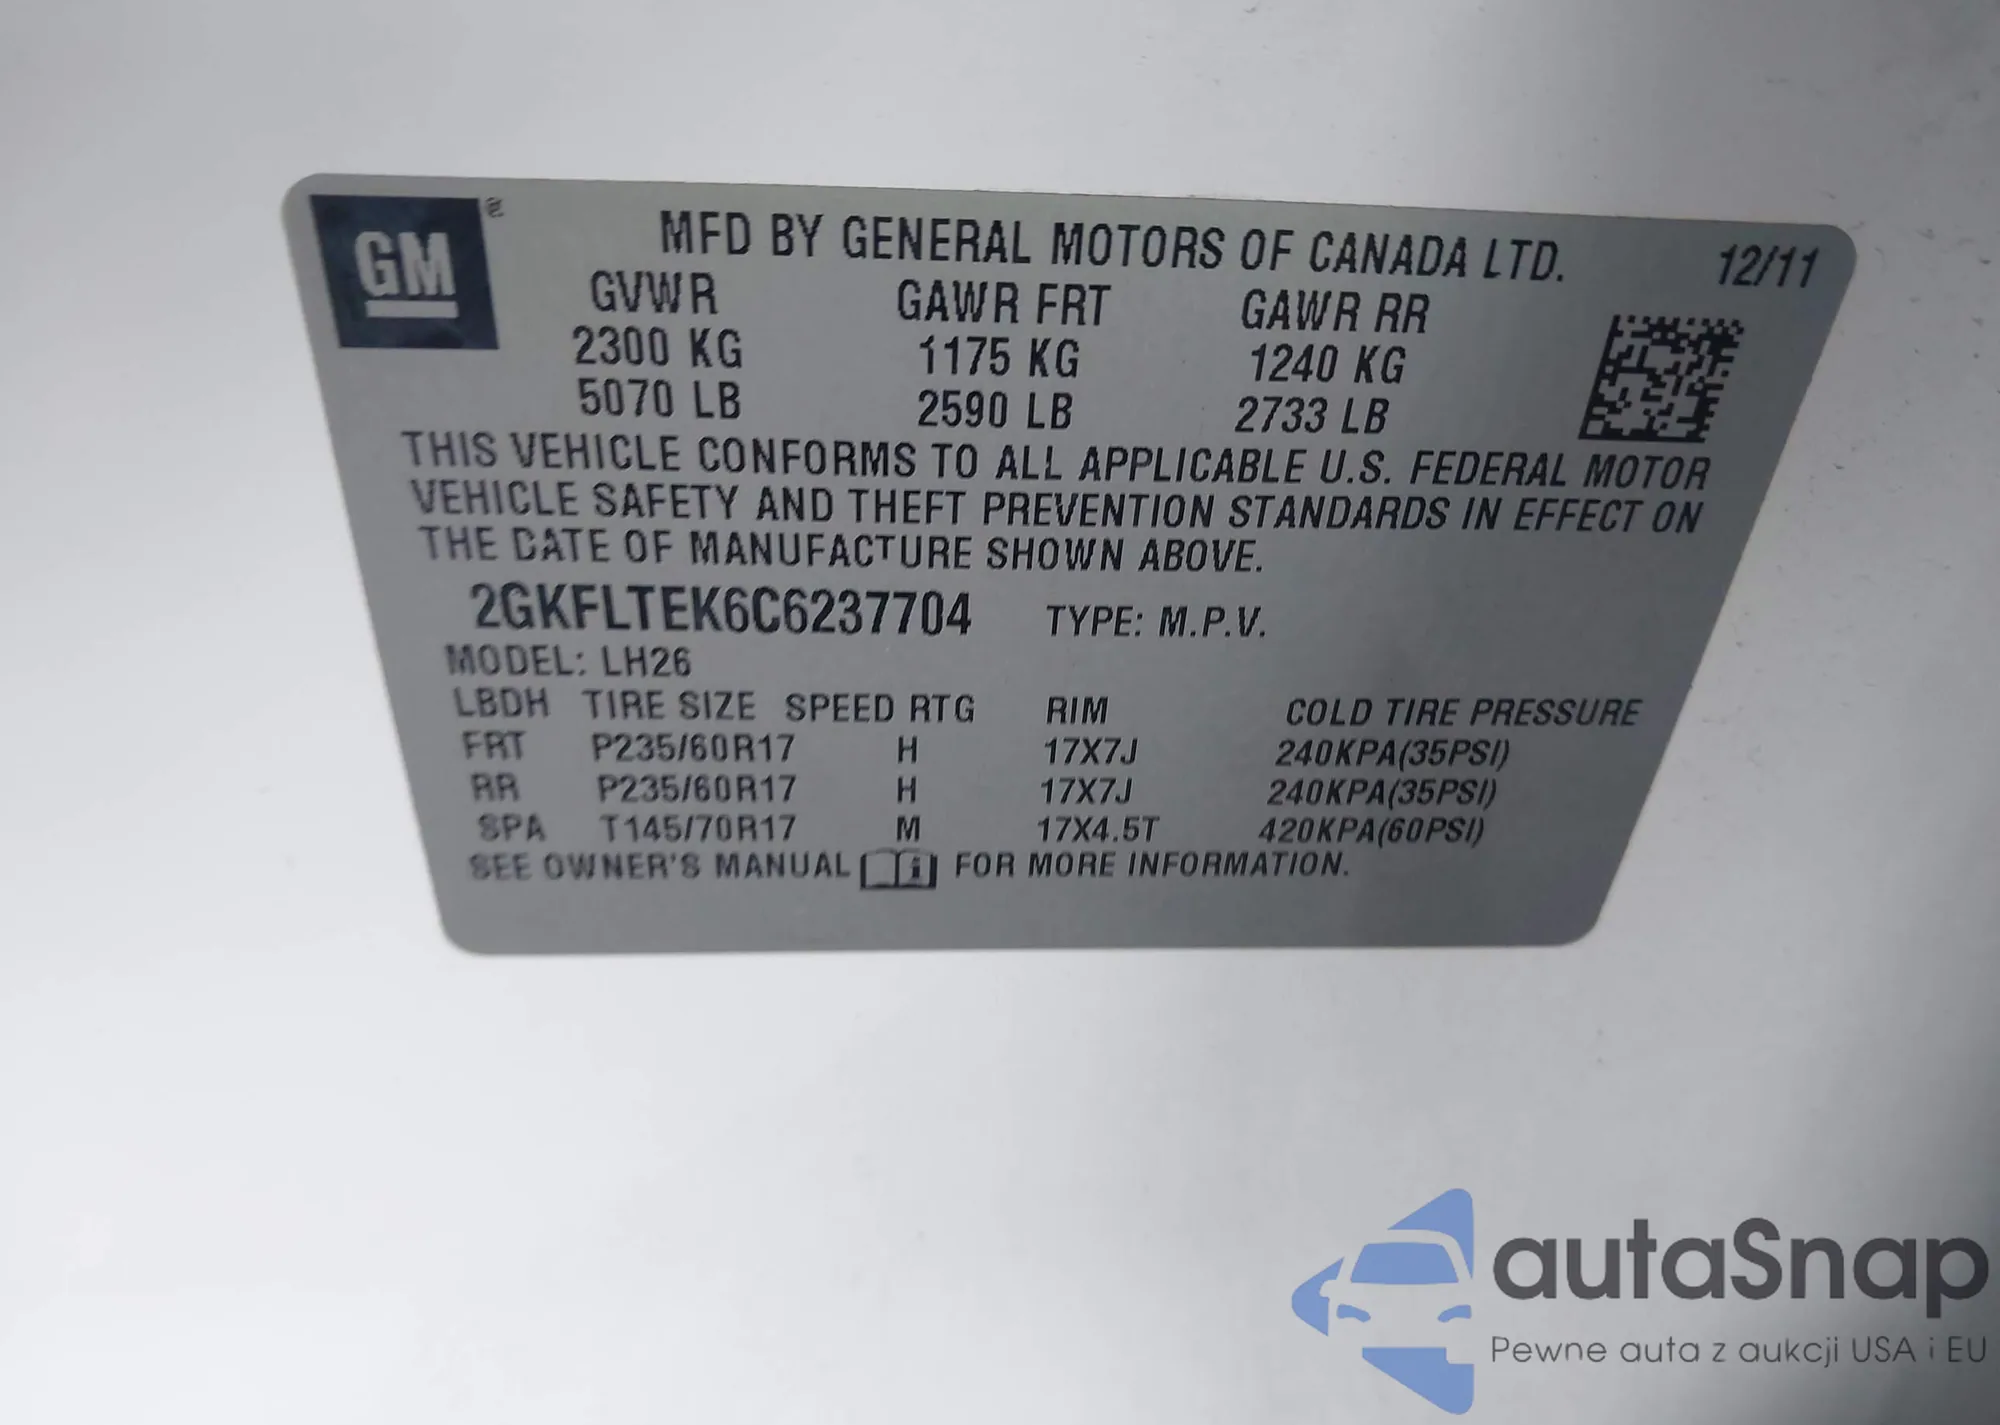 GM ®
MFD BY GENERAL MOTORS OF CANADA LTD. 12/11
GVWR GAWR FRT GAWR RR
2300 KG 1175 KG 1240 KG
5070 LB 2590 LB 2733 LB
THIS VEHICLE CONFORMS TO ALL APPLICABLE U.S. FEDERAL MOTOR
VEHICLE SAFETY AND THEFT PREVENTION STANDARDS IN EFFECT ON
THE DATE OF MANUFACTURE SHOWN ABOVE.
2GKFLTEK6C6237704 TYPE: M.P.V.
MODEL: LH26
LBDH TIRE SIZE SPEED RTG RIM COLD TIRE PRESSURE
FRT P235/60R17 H 17X7J 240KPA(35PSI)
RR P235/60R17 H 17X7J 240KPA(35PSI)
SPA T145/70R17 M 17X4.5T 420KPA(60PSI)
SEE OWNER'S MANUAL i FOR MORE INFORMATION.
autaSnap
Pewne auta z aukcji USA i EU